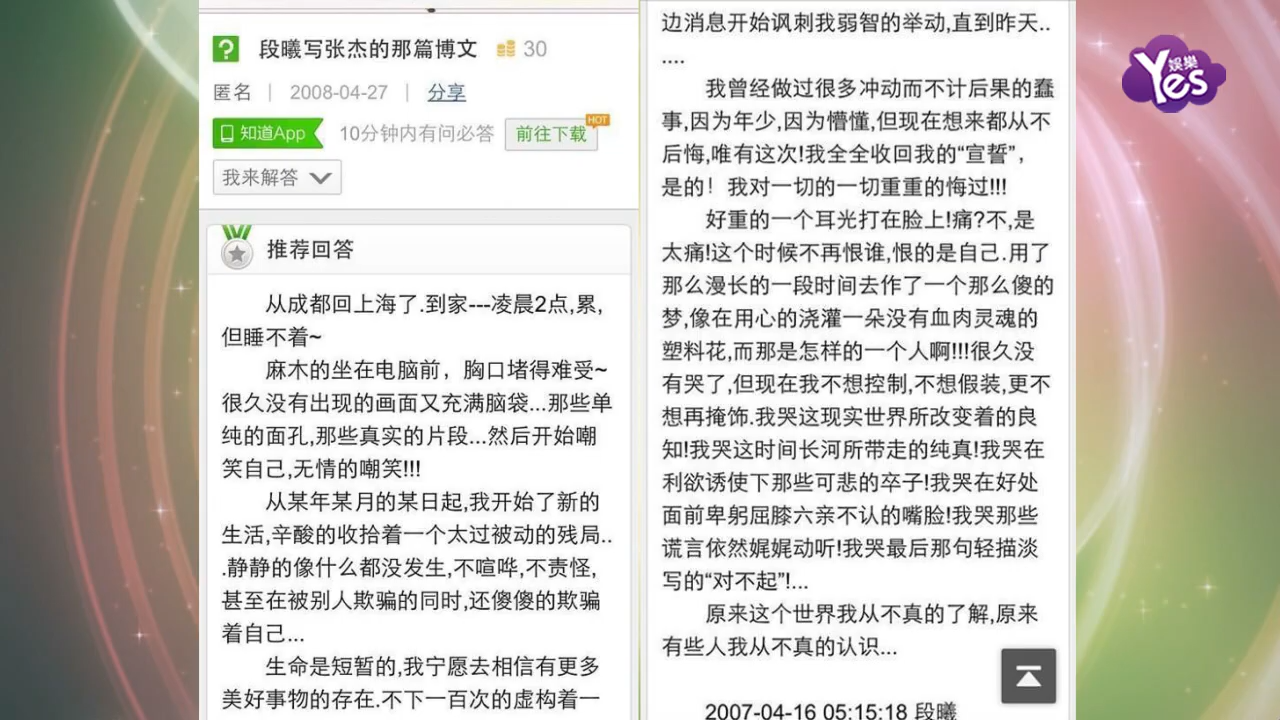 段曦写张杰的那篇博文 30
匿名 | 2008-04-27 | 分享
知道App 10分钟内有问必答 前往下载 HOT
我来解答
推荐回答
从成都回上海了.到家---凌晨2点,累,
但睡不着~
麻木的坐在电脑前，胸口堵得难受~
很久没有出现的画面又充满脑袋...那些单
纯的面孔,那些真实的片段...然后开始嘲
笑自己,无情的嘲笑!!!
从某年某月的某日起,我开始了新的
生活,辛酸的收拾着一个太过被动的残局..
.静静的像什么都没发生,不喧哗,不责怪,
甚至在被别人欺骗的同时,还傻傻的欺骗
着自己...
生命是短暂的,我宁愿去相信有更多
美好事物的存在.不下一百次的虚构着一
边消息开始讽刺我弱智的举动,直到昨天..
....
我曾经做过很多冲动而不计后果的蠢
事,因为年少,因为懵懂,但现在想来都从不
后悔,唯有这次!我全全收回我的“宣誓”，
是的！我对一切的一切重重的悔过!!!
好重的一个耳光打在脸上!痛?不,是
太痛!这个时候不再恨谁,恨的是自己.用了
那么漫长的一段时间去作了一个那么傻的
梦,像在用心的浇灌一朵没有血肉灵魂的
塑料花,而那是怎样的一个人啊!!!很久没
有哭了,但现在我不想控制,不想假装,更不
想再掩饰.我哭这现实世界所改变着的良
知!我哭这时间长河所带走的纯真!我哭在
利欲诱使下那些可悲的卒子!我哭在好处
面前卑躬屈膝六亲不认的嘴脸!我哭那些
谎言依然娓娓动听!我哭最后那句轻描淡
写的“对不起”!...
原来这个世界我从不真的了解,原来
有些人我从不真的认识...
2007-04-16 05:15:18 段曦
Yes 娛樂